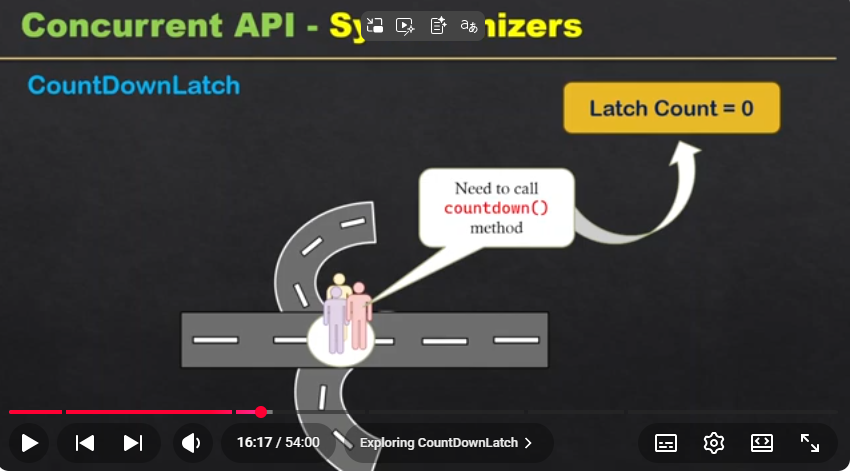 Concurrent API - Sy nizers
CountDownLatch
Latch Count = 0
Need to call
countdown()
method
16:17 / 54:00
Exploring CountDownLatch